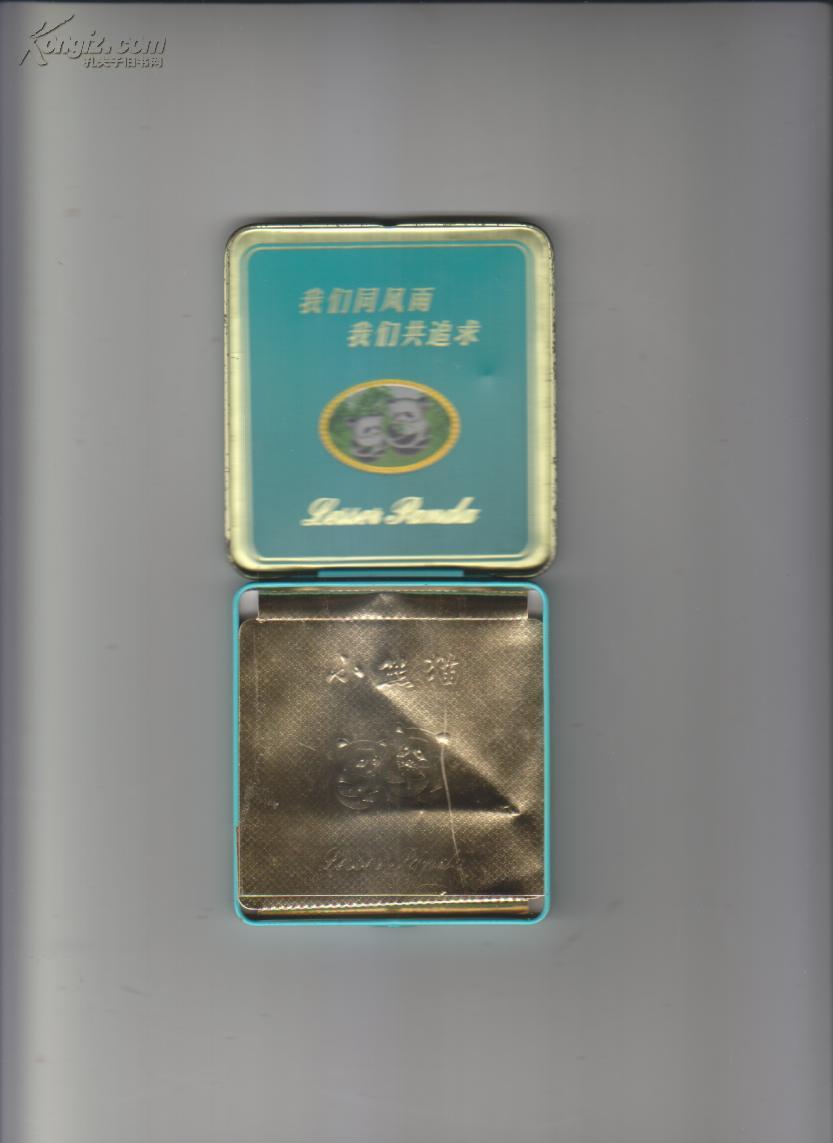 Kongfz.com
孔夫子旧书网
我们同风雨
我们共追求
Lesser Panda
小熊猫
Lesser Panda